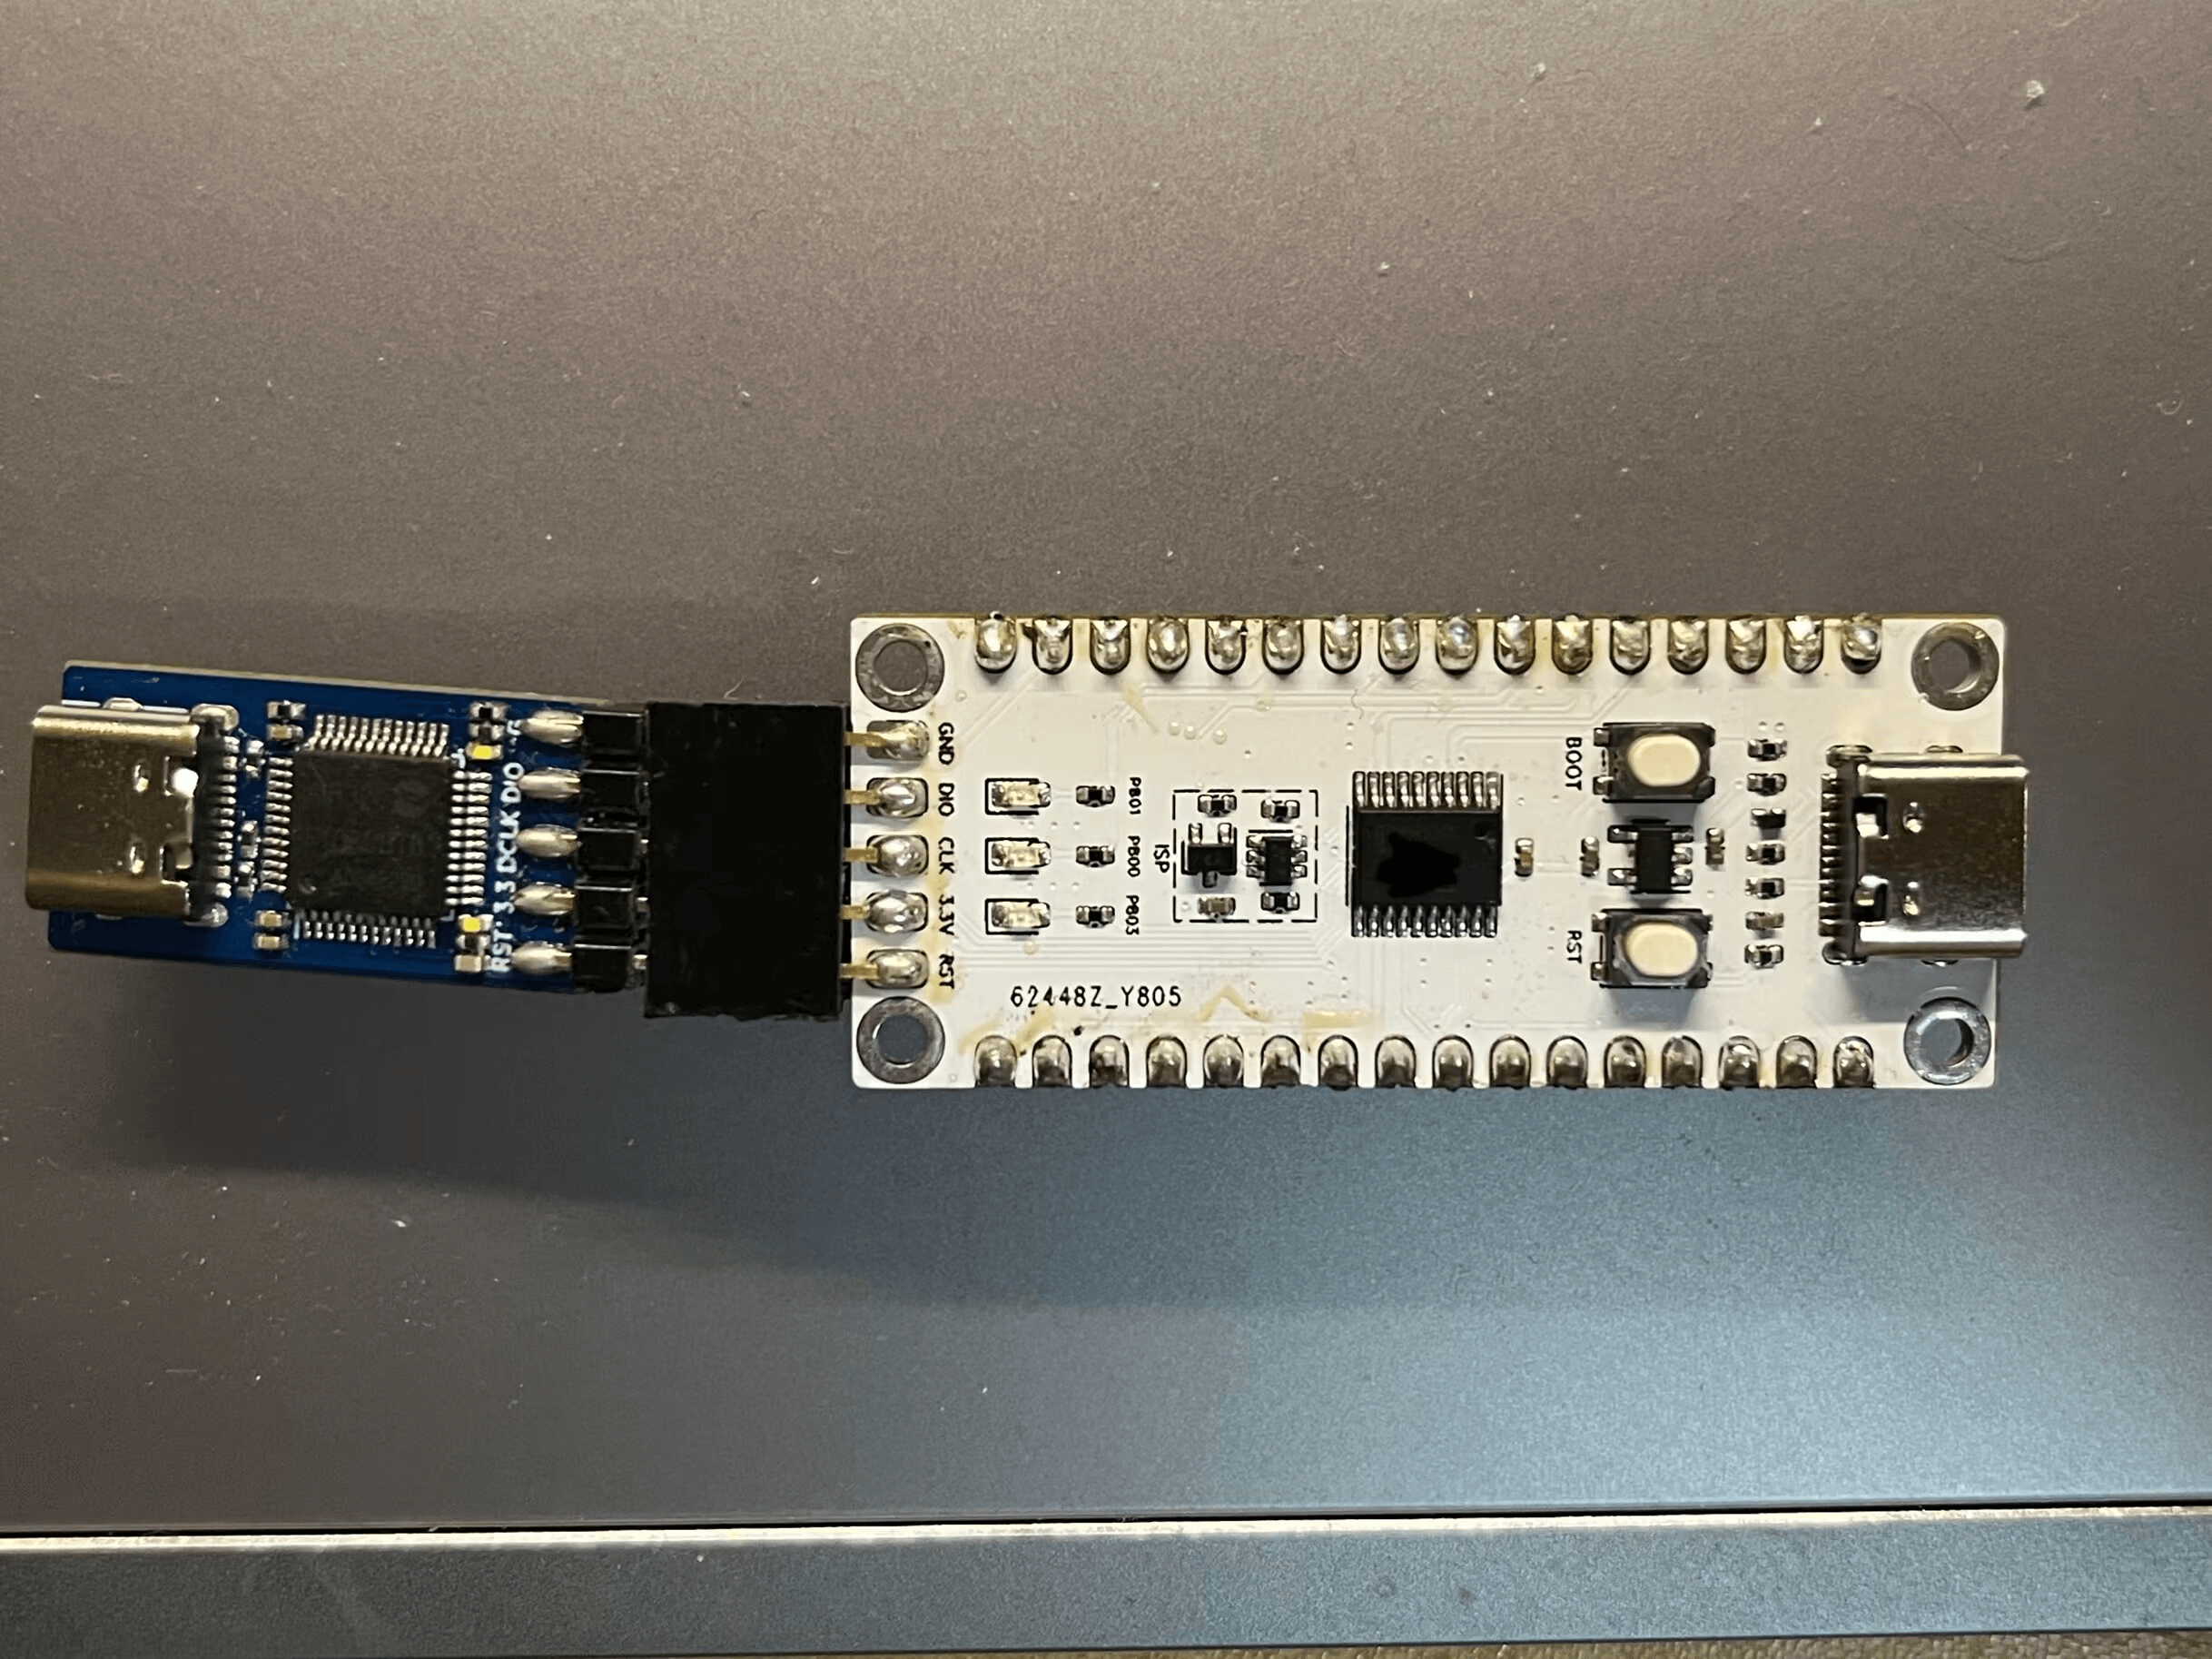 RST 3.3 DCLK DIO
GND
DIO
CLK
3.3V
RST
PB01
PB00
PB03
ISP
BOOT
RST
62448Z_Y805